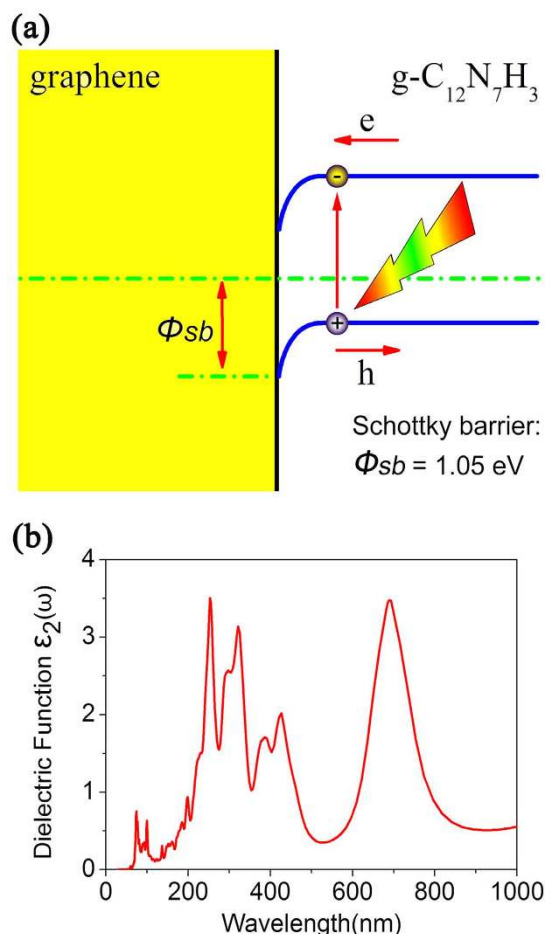 (a)
graphene
g-C₁₂N₇H₃
e
-
Φsb
+
h
Schottky barrier:
Φsb = 1.05 eV
(b)
Dielectric Function ε₂(ω)
4
3
2
1
0
0 200 400 600 800 1000
Wavelength(nm)